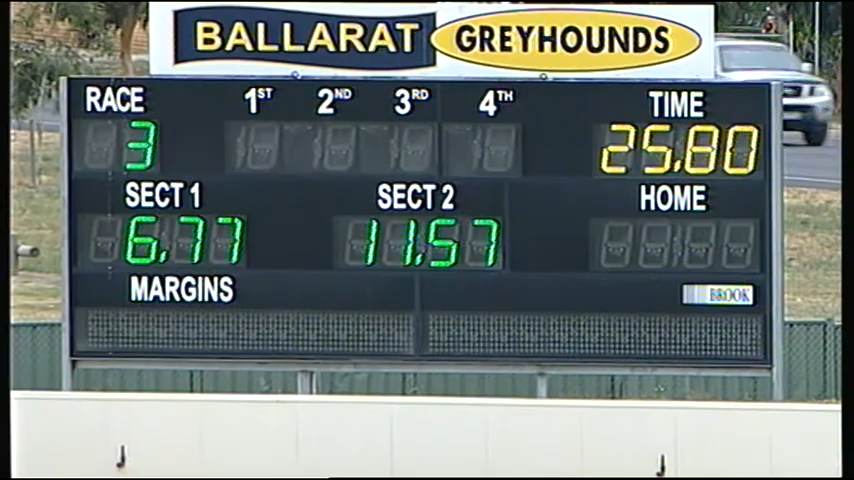 BALLARAT GREYHOUNDS
RACE 1ST 2ND 3RD 4TH TIME
3 25.80
SECT 1 SECT 2 HOME
6.77 11.57
MARGINS BROOK